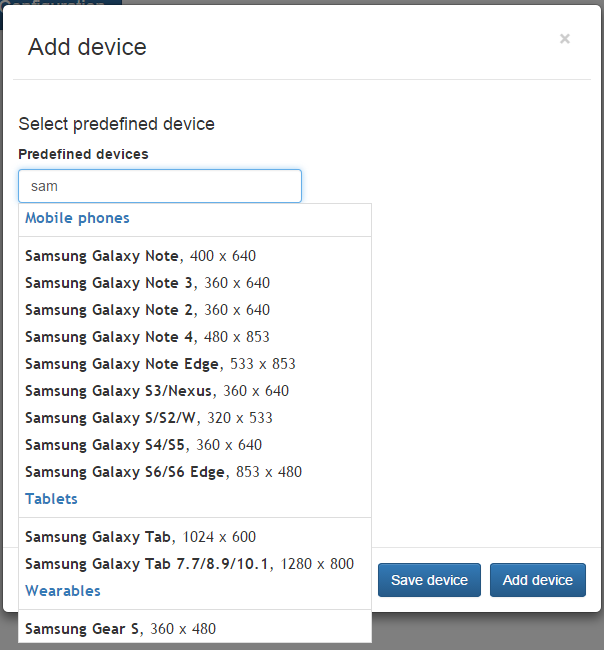 Configuration
Add device
×
Select predefined device
Predefined devices
sam
Mobile phones
Samsung Galaxy Note, 400 x 640
Samsung Galaxy Note 3, 360 x 640
Samsung Galaxy Note 2, 360 x 640
Samsung Galaxy Note 4, 480 x 853
Samsung Galaxy Note Edge, 533 x 853
Samsung Galaxy S3/Nexus, 360 x 640
Samsung Galaxy S/S2/W, 320 x 533
Samsung Galaxy S4/S5, 360 x 640
Samsung Galaxy S6/S6 Edge, 853 x 480
Tablets
Samsung Galaxy Tab, 1024 x 600
Samsung Galaxy Tab 7.7/8.9/10.1, 1280 x 800
Wearables
Samsung Gear S, 360 x 480
Save device
Add device